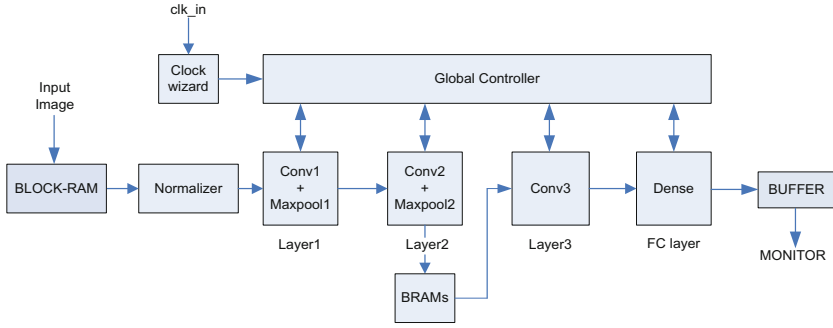 clk_in
Clock
wizard
Global Controller
Input
Image
BLOCK-RAM
Normalizer
Conv1
+
Maxpool1
Conv2
+
Maxpool2
Conv3
Dense
BUFFER
Layer1
Layer2
Layer3
FC layer
MONITOR
BRAMs